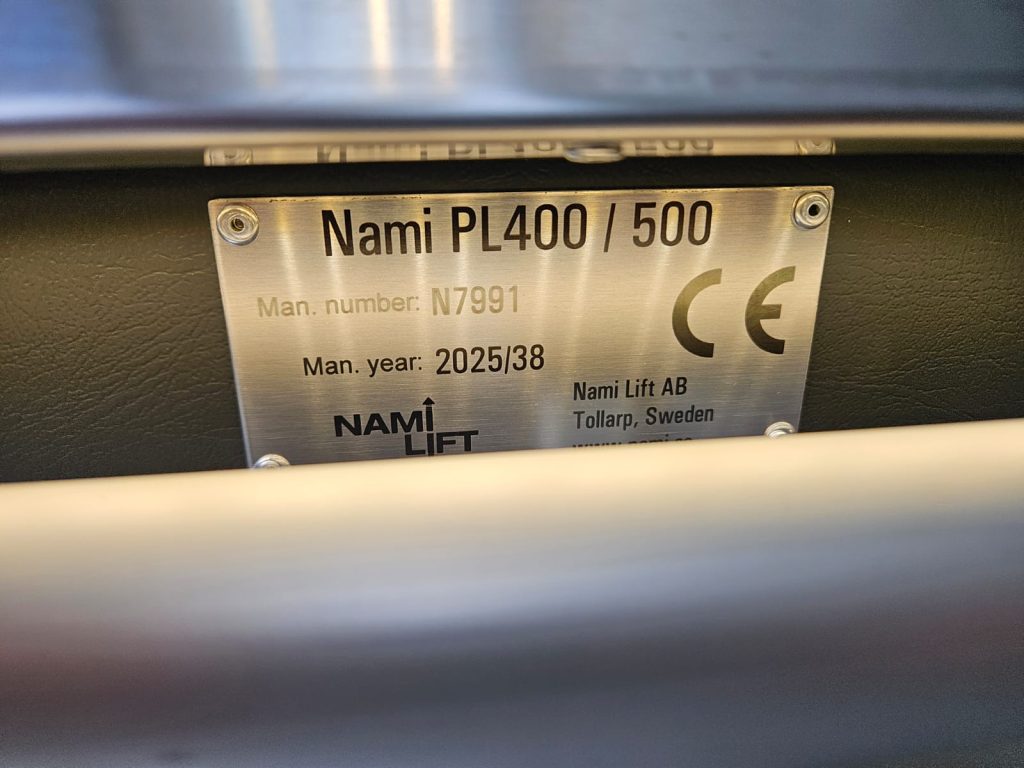 Nami PL400 / 500
Man. number: N7991
Man. year: 2025/38
CE
NAMI
LIFT
Nami Lift AB
Tollarp, Sweden